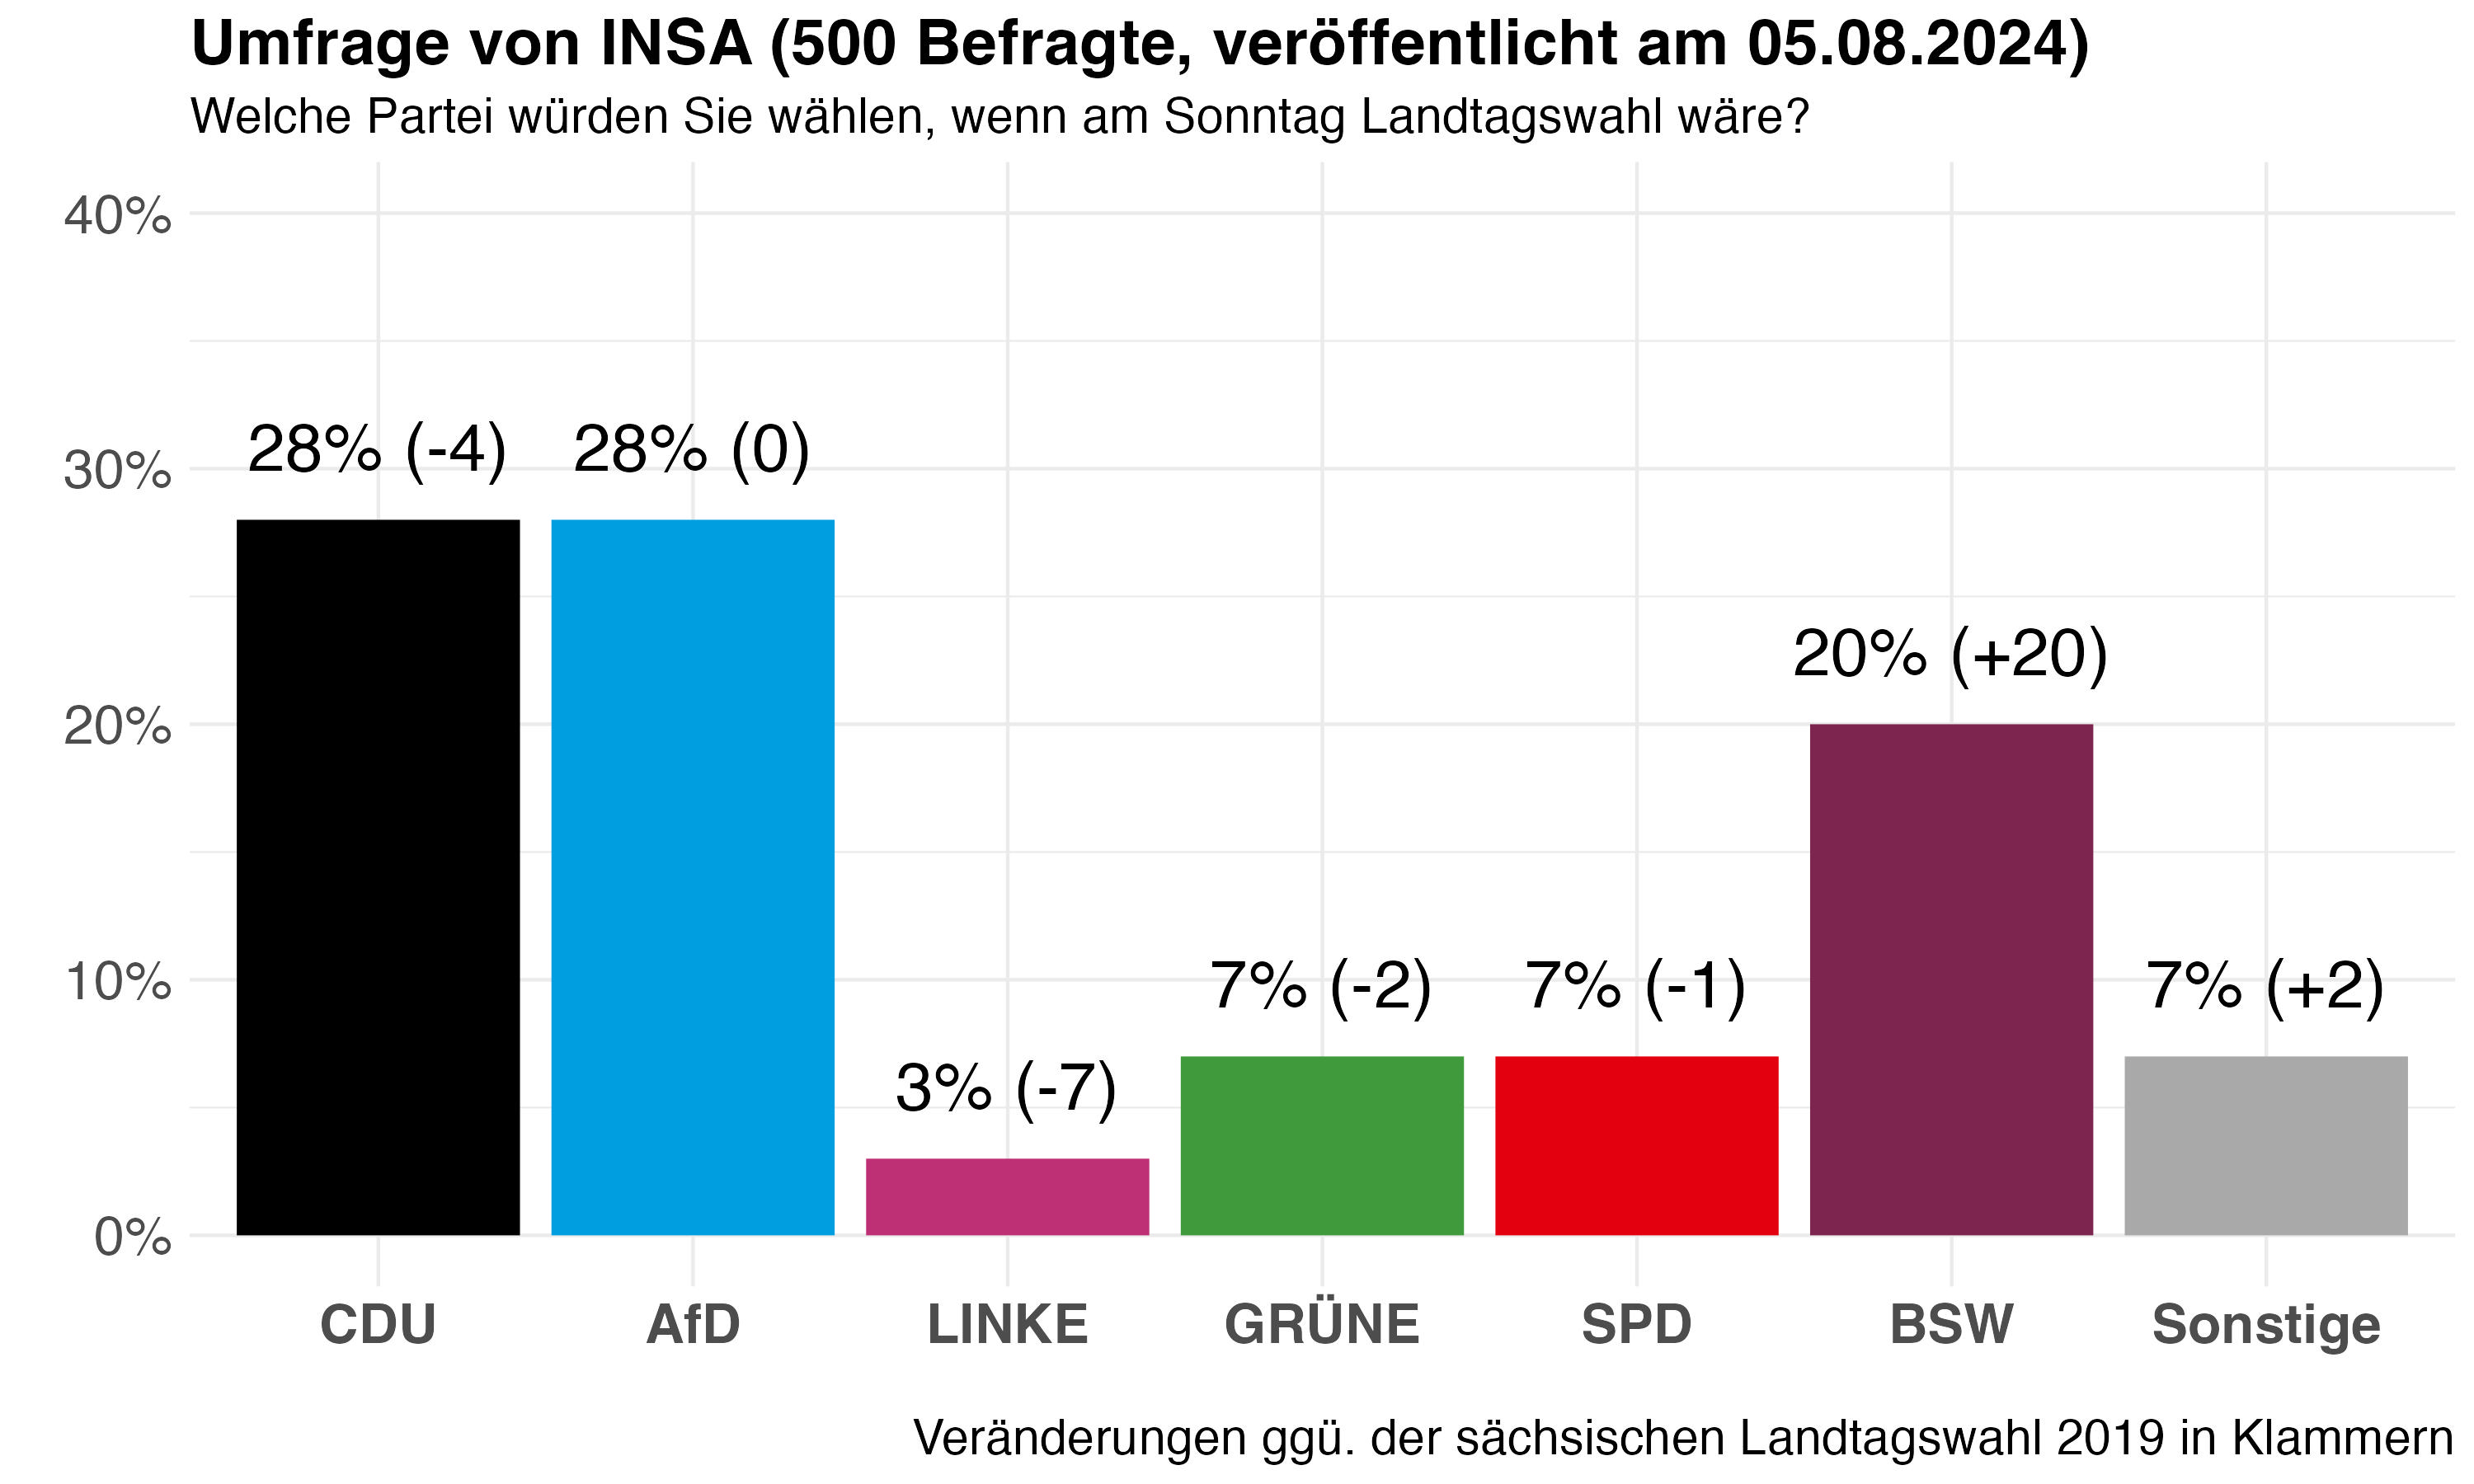 Umfrage von INSA (500 Befragte, veröffentlicht am 05.08.2024)
Welche Partei würden Sie wählen, wenn am Sonntag Landtagswahl wäre?
40%
30%
20%
10%
0%
28% (-4)
28% (0)
3% (-7)
7% (-2)
7% (-1)
20% (+20)
7% (+2)
CDU
AfD
LINKE
GRÜNE
SPD
BSW
Sonstige
Veränderungen ggü. der sächsischen Landtagswahl 2019 in Klammern